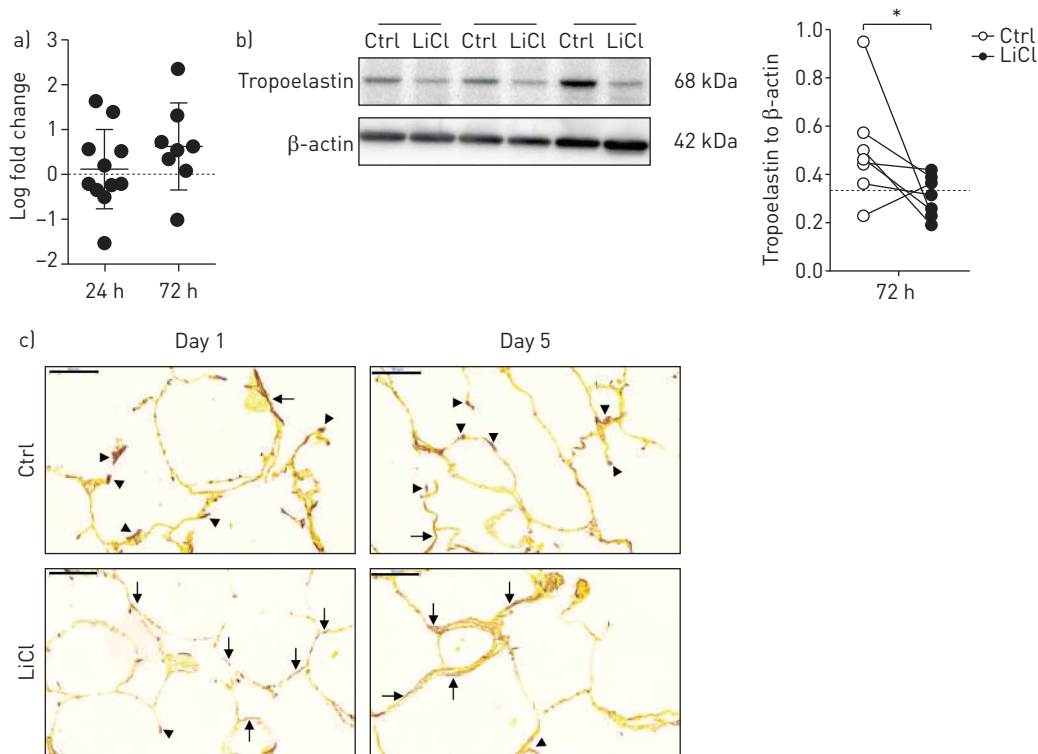 a)
3
2
1
0
–1
–2
Log fold change
24 h
72 h
b)
Ctrl LiCl Ctrl LiCl Ctrl LiCl
Tropoelastin
68 kDa
β-actin
42 kDa
Tropoelastin to β-actin
1.0
0.8
0.6
0.4
0.2
0.0
*
Ctrl
LiCl
72 h
c)
Day 1
Day 5
Ctrl
LiCl